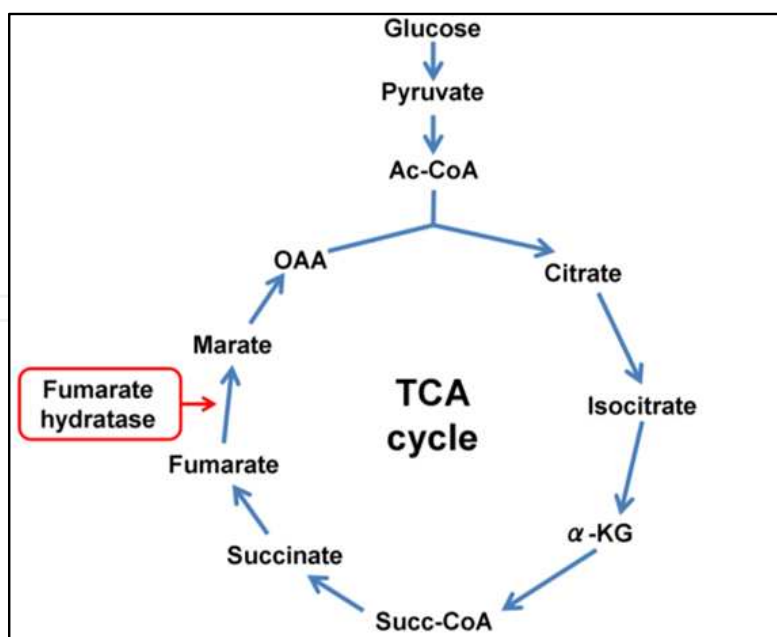 Glucose
Pyruvate
Ac-CoA
OAA
Citrate
Marate
Isocitrate
Fumarate
hydratase
TCA
cycle
Fumarate
α-KG
Succinate
Succ-CoA